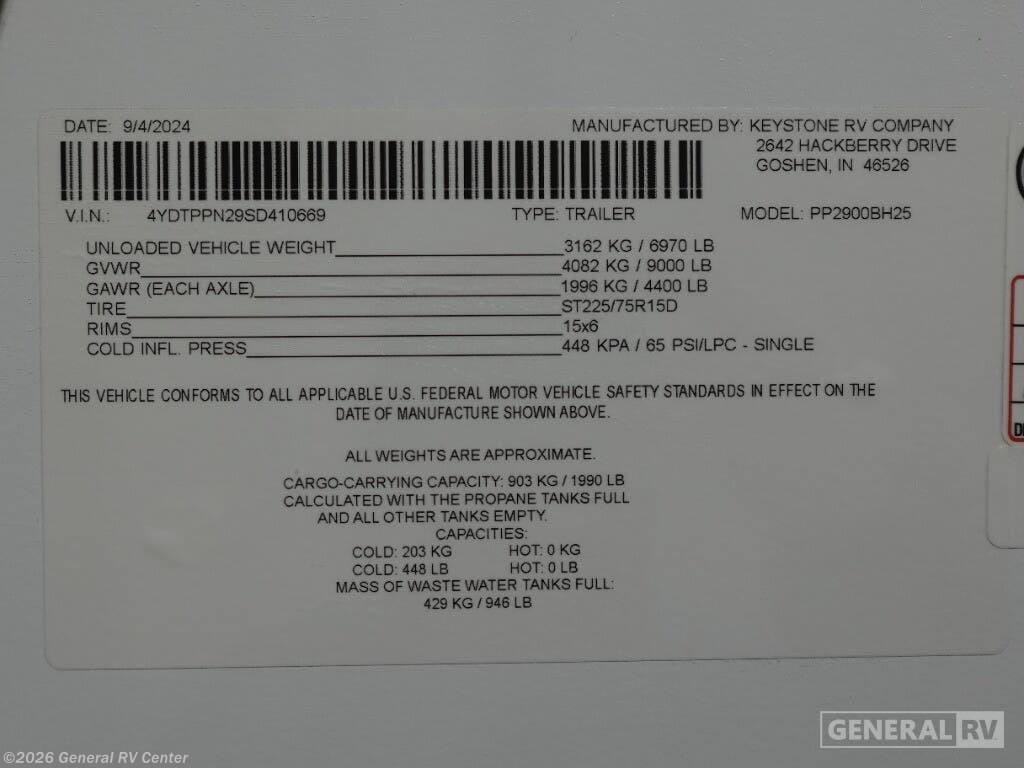 DATE: 9/4/2024
MANUFACTURED BY: KEYSTONE RV COMPANY
2642 HACKBERRY DRIVE
GOSHEN, IN 46526
V.I.N.: 4YDTPPN29SD410669 TYPE: TRAILER MODEL: PP2900BH25
UNLOADED VEHICLE WEIGHT 3162 KG / 6970 LB
GVWR 4082 KG / 9000 LB
GAWR (EACH AXLE) 1996 KG / 4400 LB
TIRE ST225/75R15D
RIMS 15x6
COLD INFL. PRESS 448 KPA / 65 PSI/LPC - SINGLE
THIS VEHICLE CONFORMS TO ALL APPLICABLE U.S. FEDERAL MOTOR VEHICLE SAFETY STANDARDS IN EFFECT ON THE
DATE OF MANUFACTURE SHOWN ABOVE.
ALL WEIGHTS ARE APPROXIMATE.
CARGO-CARRYING CAPACITY: 903 KG / 1990 LB
CALCULATED WITH THE PROPANE TANKS FULL
AND ALL OTHER TANKS EMPTY.
CAPACITIES:
COLD: 203 KG HOT: 0 KG
COLD: 448 LB HOT: 0 LB
MASS OF WASTE WATER TANKS FULL:
429 KG / 946 LB
GENERAL RV
©2026 General RV Center